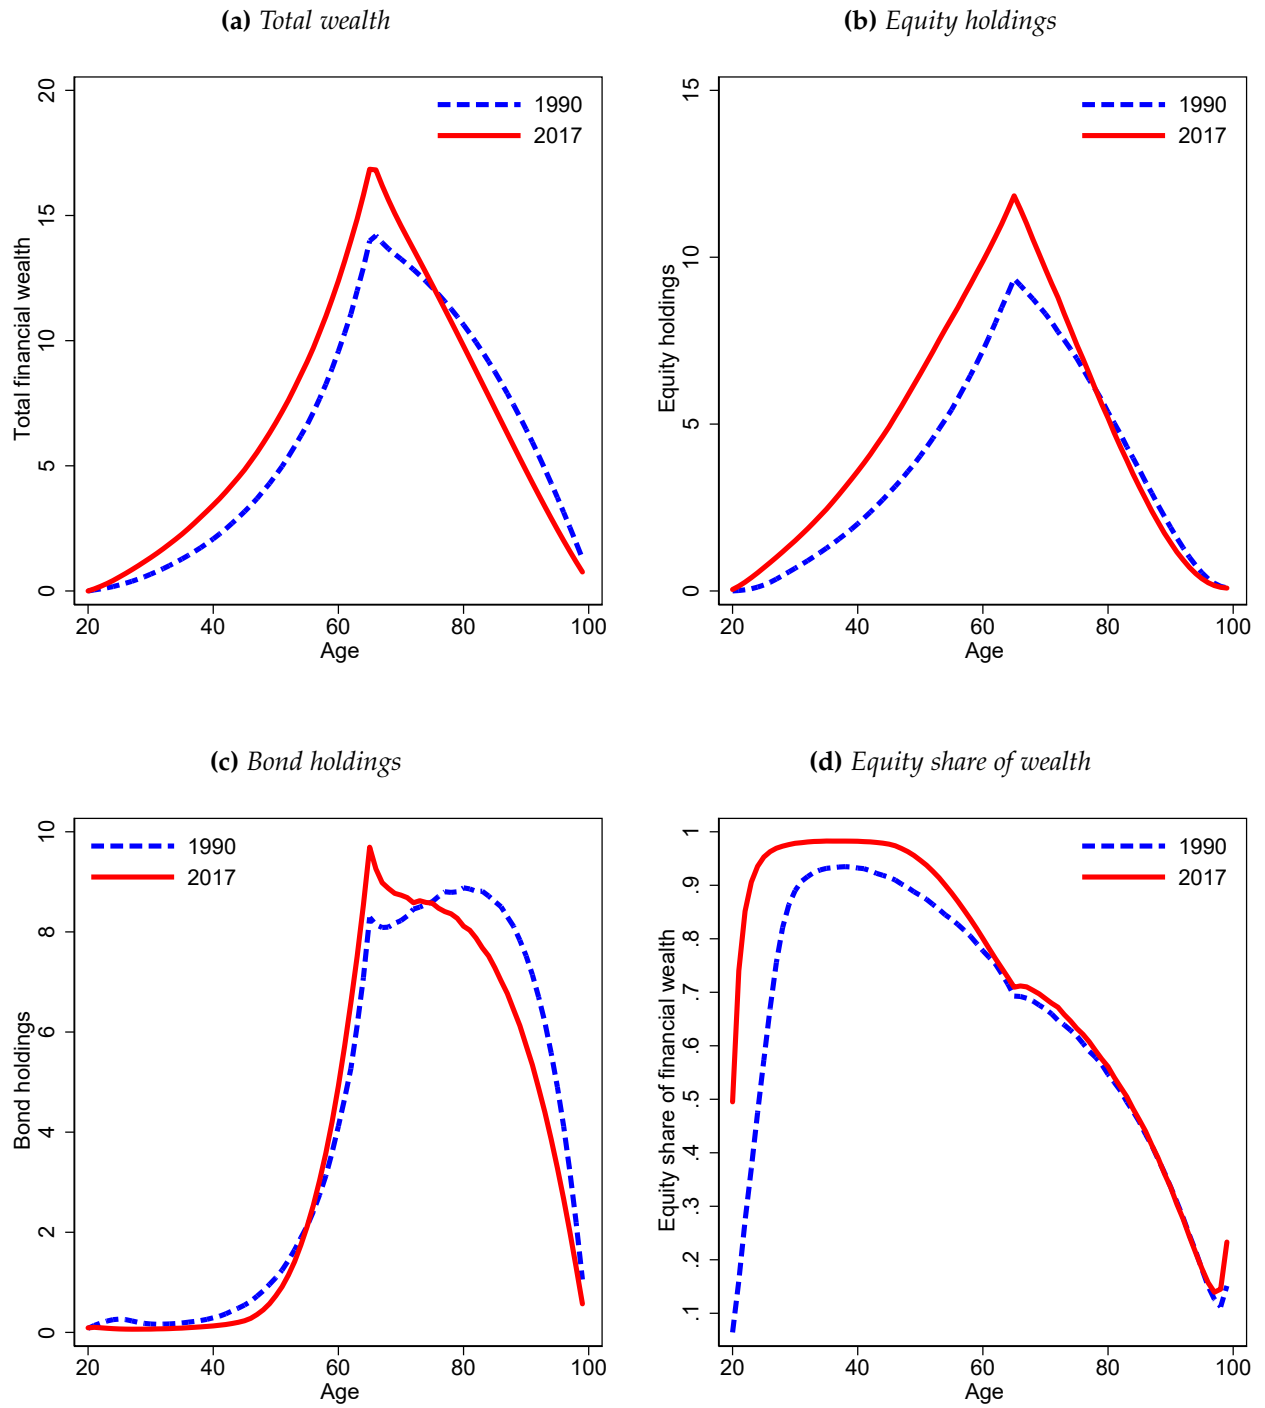 (a) Total wealth
20
15
10
5
0
Total financial wealth
1990
2017
20 40 60 80 100
Age
(b) Equity holdings
15
10
5
0
Equity holdings
1990
2017
20 40 60 80 100
Age
(c) Bond holdings
10
8
6
4
2
0
Bond holdings
1990
2017
20 40 60 80 100
Age
(d) Equity share of wealth
1
.9
.8
.7
.6
.5
.4
.3
.2
.1
Equity share of financial wealth
1990
2017
20 40 60 80 100
Age